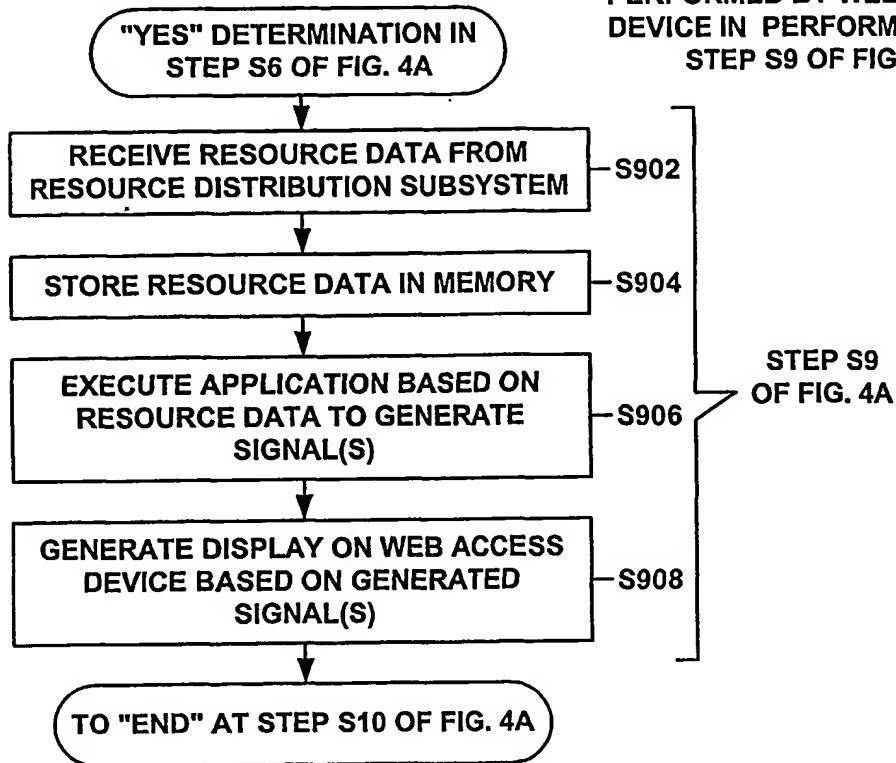 "YES" DETERMINATION IN
STEP S6 OF FIG. 4A
DEVICE IN PERFORM
STEP S9 OF FIG
RECEIVE RESOURCE DATA FROM
RESOURCE DISTRIBUTION SUBSYSTEM
S902
STORE RESOURCE DATA IN MEMORY
S904
EXECUTE APPLICATION BASED ON
RESOURCE DATA TO GENERATE
SIGNAL(S)
S906
STEP S9
OF FIG. 4A
GENERATE DISPLAY ON WEB ACCESS
DEVICE BASED ON GENERATED
SIGNAL(S)
S908
TO "END" AT STEP S10 OF FIG. 4A